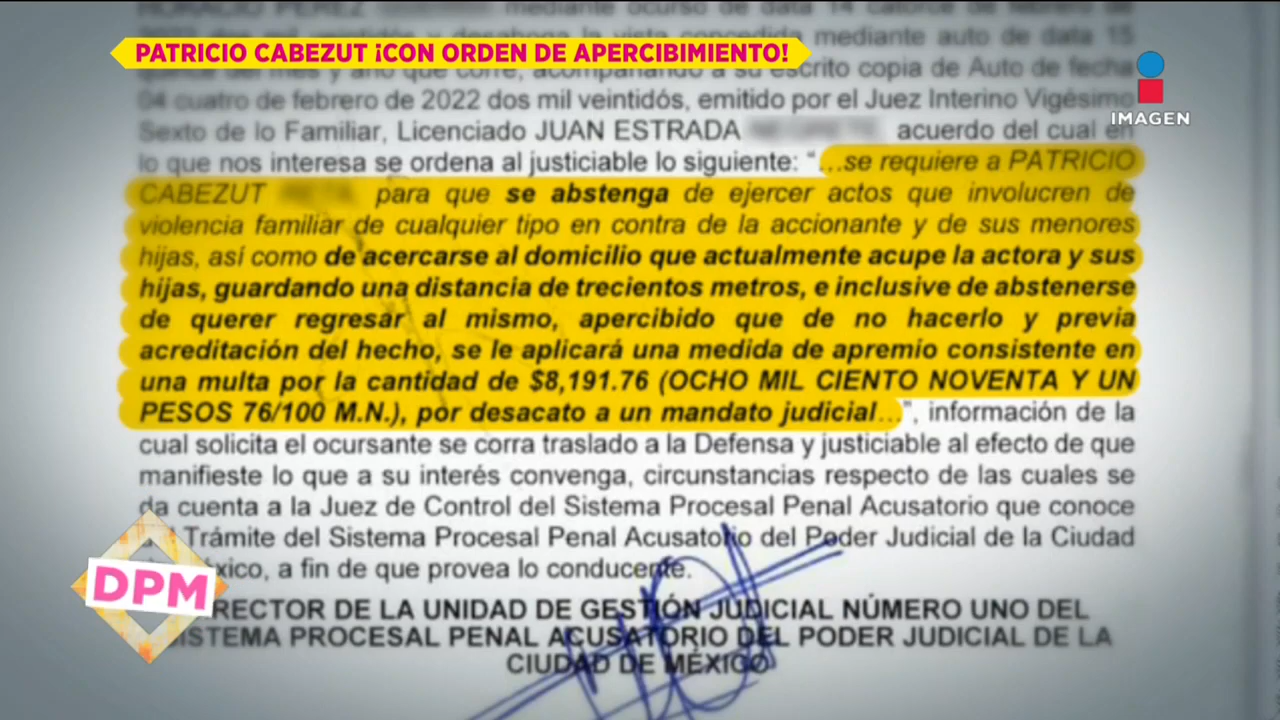 PATRICIO CABEZUT ¡CON ORDEN DE APERCIBIMIENTO!
IMAGEN
HORACIO PEREZ mediante ocurso de data 14 catorce de febrero de
vista concedida mediante auto de data 15
mes y año que corre, acompañando a su escrito copia de Auto de fecha
04 cuatro de febrero de 2022 dos mil veintidós, emitido por el Juez Interino Vigésimo
Sexto de lo Familiar, Licenciado JUAN ESTRADA acuerdo del cual en
lo que nos interesa se ordena al justiciable lo siguiente: “...se requiere a PATRICIO
CABEZUT para que se abstenga de ejercer actos que involucren de
violencia familiar de cualquier tipo en contra de la accionante y de sus menores
hijas, así como de acercarse al domicilio que actualmente acupe la actora y sus
hijas, guardando una distancia de trecientos metros, e inclusive de abstenerse
de querer regresar al mismo, apercibido que de no hacerlo y previa
acreditación del hecho, se le aplicará una medida de apremio consistente en
una multa por la cantidad de $8,191.76 (OCHO MIL CIENTO NOVENTA Y UN
PESOS 76/100 M.N.), por desacato a un mandato judicial...”, información de la
cual solicita el ocursante se corra traslado a la Defensa y justiciable al efecto de que
manifieste lo que a su interés convenga, circunstancias respecto de las cuales se
da cuenta a la Juez de Control del Sistema Procesal Penal Acusatorio que conoce
Trámite del Sistema Procesal Penal Acusatorio del Poder Judicial de la Ciudad
México, a fin de que provea lo conducente.
DPM
RECTOR DE LA UNIDAD DE GESTIÓN JUDICIAL NÚMERO UNO DEL
SISTEMA PROCESAL PENAL ACUSATORIO DEL PODER JUDICIAL DE LA
CIUDAD DE MÉXICO